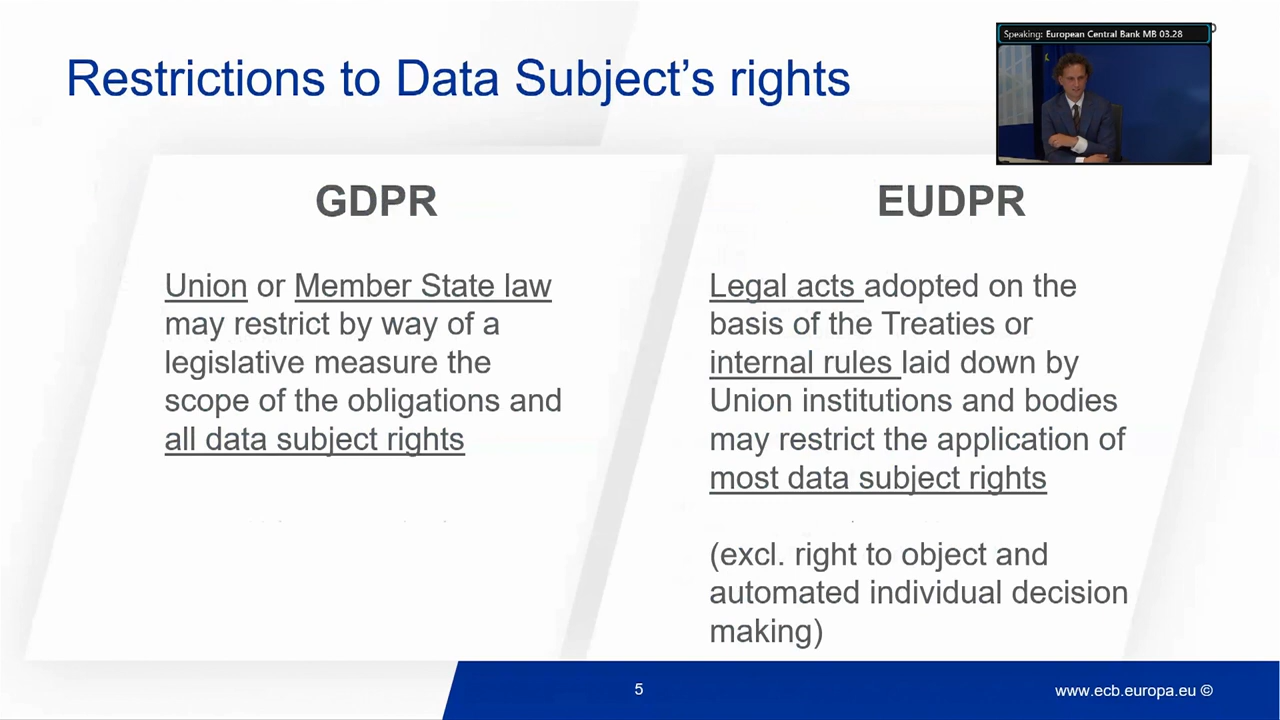 Restrictions to Data Subject's rights
Speaking: European Central Bank MB 03.28
GDPR
Union or Member State law
may restrict by way of a
legislative measure the
scope of the obligations and
all data subject rights
EUDPR
Legal acts adopted on the
basis of the Treaties or
internal rules laid down by
Union institutions and bodies
may restrict the application of
most data subject rights
(excl. right to object and
automated individual decision
making)
5
www.ecb.europa.eu ©